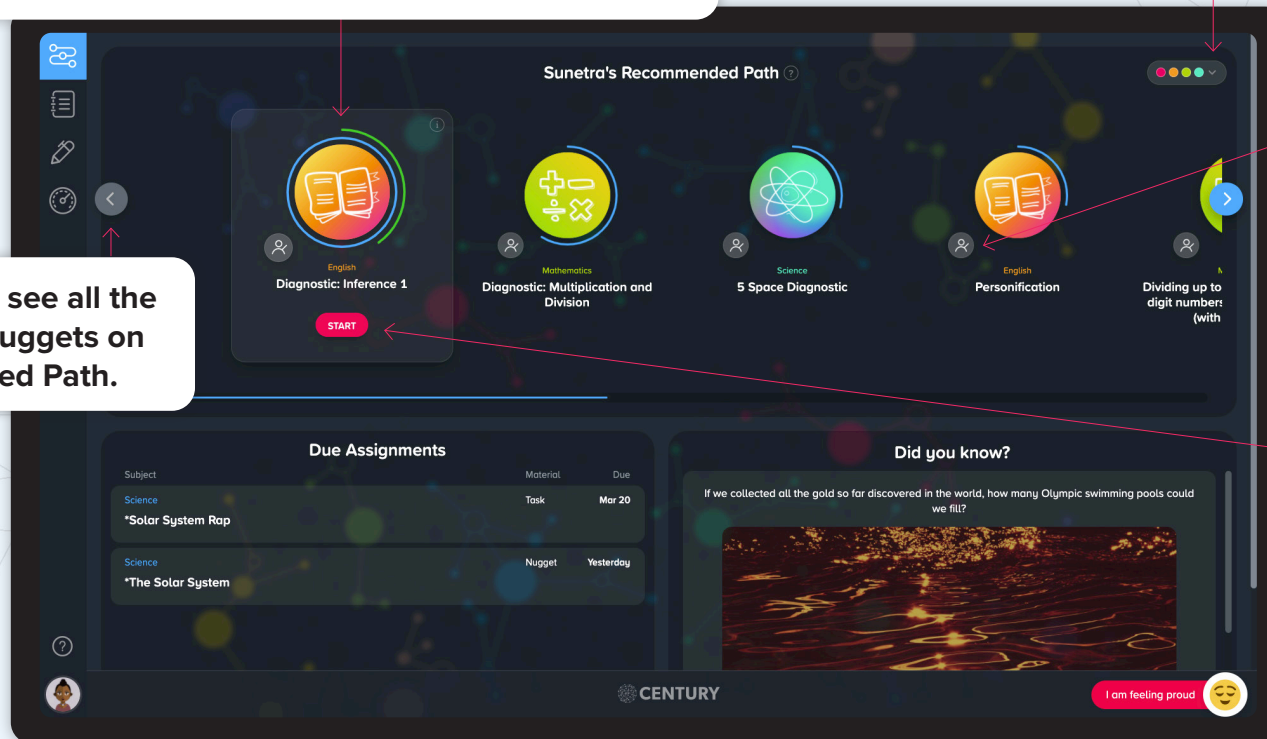 Sunetra's Recommended Path ?
i
English
Diagnostic: Inference 1
START
Mathematics
Diagnostic: Multiplication and
Division
Science
5 Space Diagnostic
English
Personification
M
Dividing up to
digit numbers
(with
see all the
uggets on
ed Path.
Due Assignments
Subject Material Due
Science Task Mar 20
*Solar System Rap
Science Nugget Yesterday
*The Solar System
Did you know?
If we collected all the gold so far discovered in the world, how many Olympic swimming pools could
we fill?
?
CENTURY
I am feeling proud